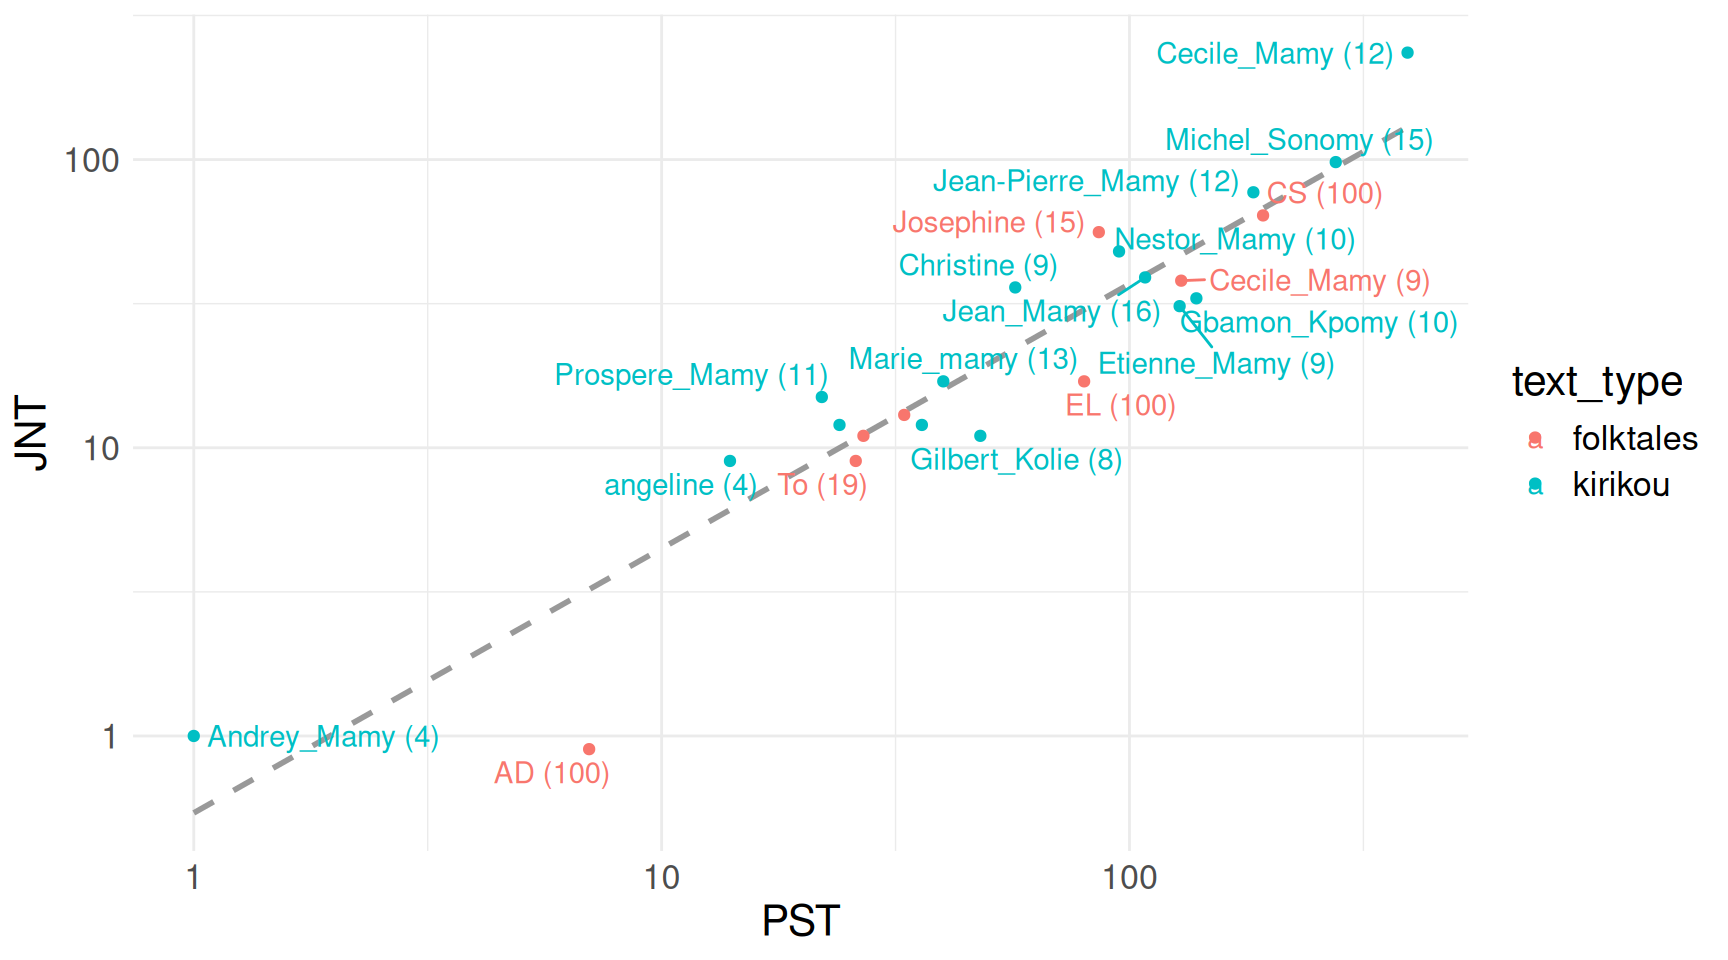 Cecile_Mamy (12)
Michel_Sonomy (15)
100
Jean-Pierre_Mamy (12)
CS (100)
Josephine (15)
Nestor_Mamy (10)
Christine (9)
Cecile_Mamy (9)
Jean_Mamy (16)
Gbamon_Kpomy (10)
Marie_mamy (13)
Etienne_Mamy (9)
Prospere_Mamy (11)
text_type
EL (100)
JNT
folktales
10
Gilbert_Kolie (8)
angeline (4)
To (19)
kirikou
1
Andrey_Mamy (4)
AD (100)
1
10
100
PST
a
a